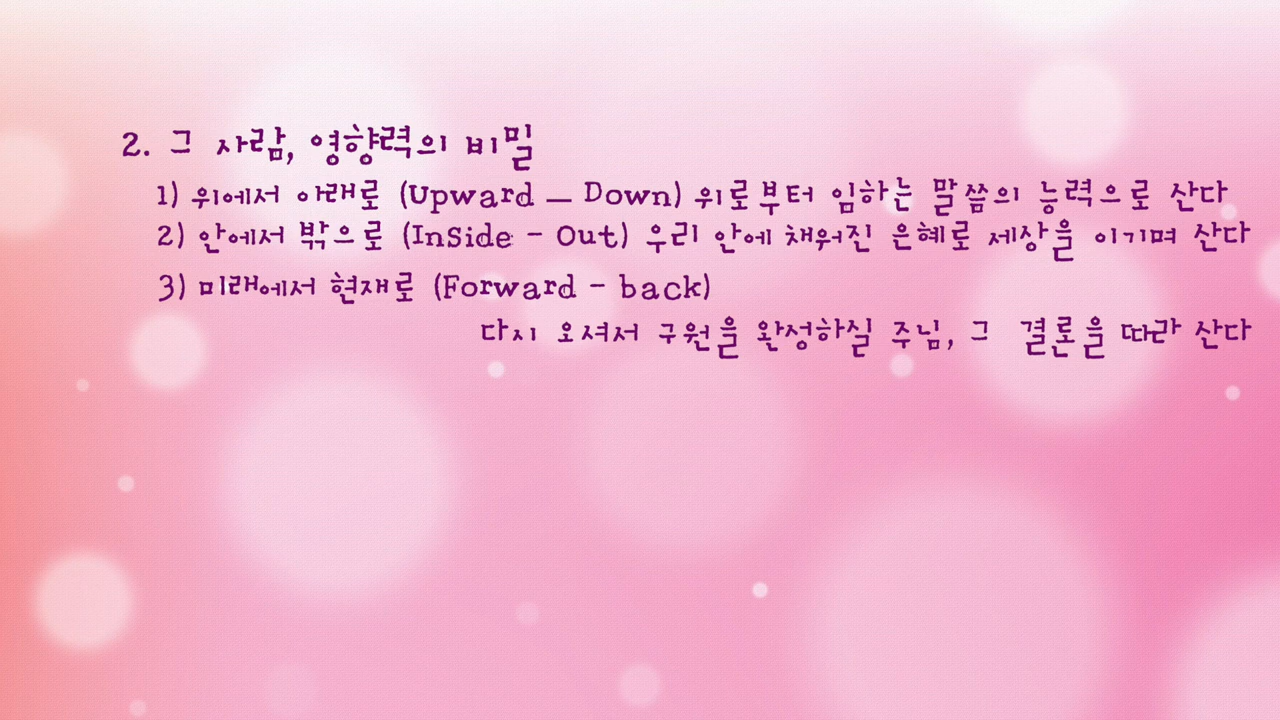 2. 그 사람, 영향력의 비밀
1) 위에서 아래로 (Upward — Down) 위로부터 임하는 말씀의 능력으로 산다
2) 안에서 밖으로 (InSide - Out) 우리 안에 채워진 은혜로 세상을 이기며 산다
3) 미래에서 현재로 (Forward - back)
다시 오셔서 구원을 완성하실 주님, 그 결론을 따라 산다